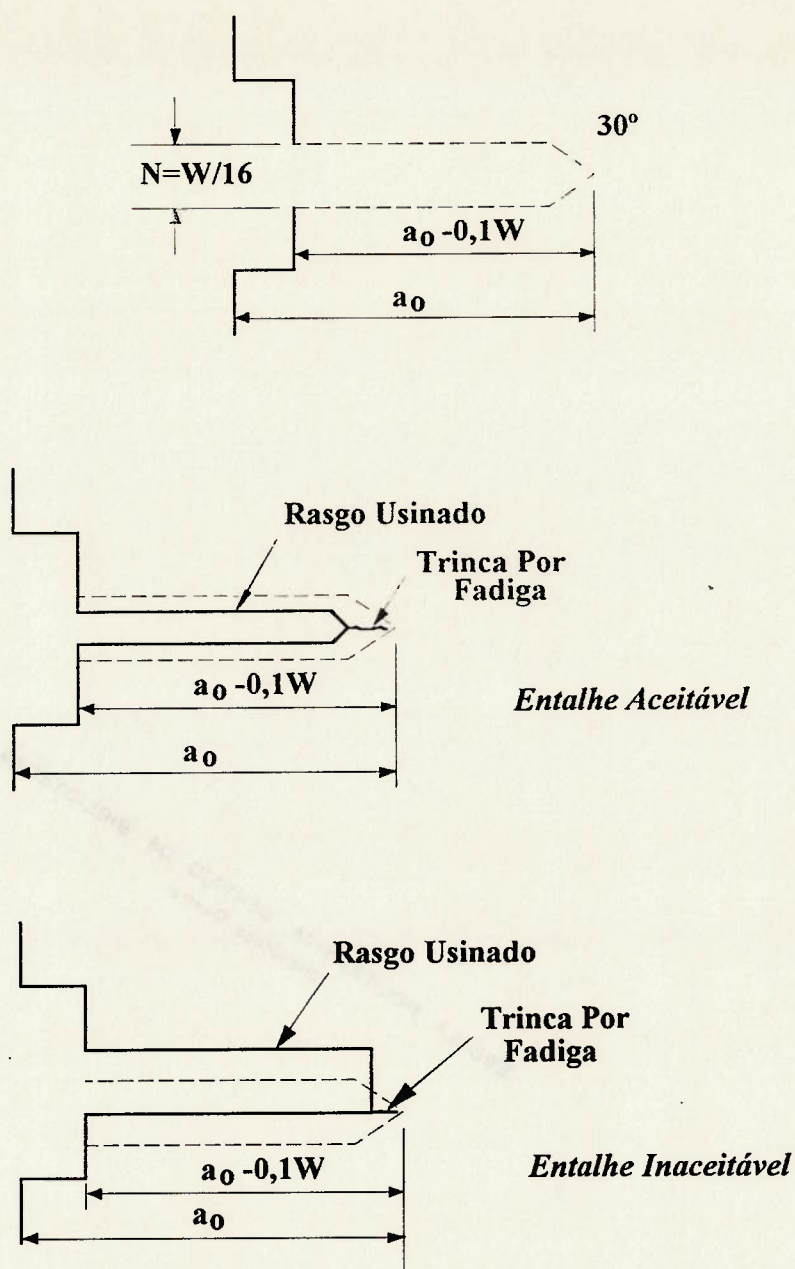 30º
N=W/16
a₀ -0,1W
a₀
Rasgo Usinado
Trinca Por
Fadiga
a₀ -0,1W
Entalhe Aceitável
a₀
Rasgo Usinado
Trinca Por
Fadiga
a₀ -0,1W
Entalhe Inaceitável
a₀